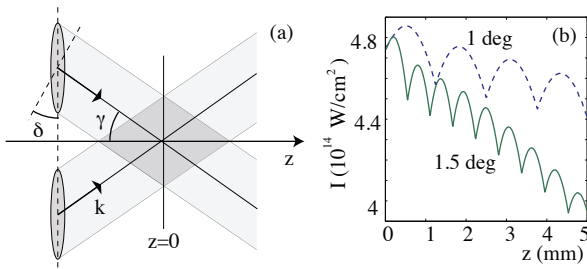 (a)
δ
γ
z
k
z=0
(b)
I (10¹⁴ W/cm²)
4.8
4.4
4
1 deg
1.5 deg
0 1 2 3 4 5
z (mm)